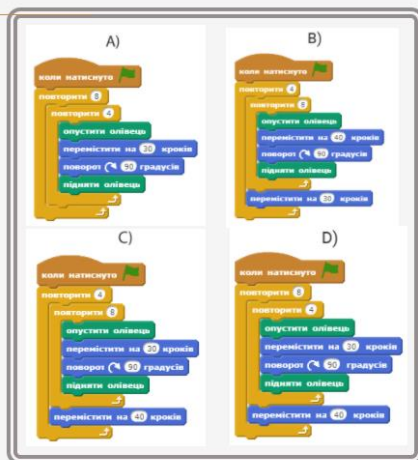 A)
коли натиснуто
повторити 8
повторити 4
опустити олівець
перемістити на 30 кроків
поворот 90 градусів
підняти олівець
B)
коли натиснуто
повторити 4
повторити 8
опустити олівець
перемістити на 40 кроків
поворот 90 градусів
підняти олівець
перемістити на 30 кроків
C)
коли натиснуто
повторити 4
повторити 8
опустити олівець
перемістити на 30 кроків
поворот 90 градусів
підняти олівець
перемістити на 40 кроків
D)
коли натиснуто
повторити 8
повторити 4
опустити олівець
перемістити на 30 кроків
поворот 90 градусів
підняти олівець
перемістити на 40 кроків